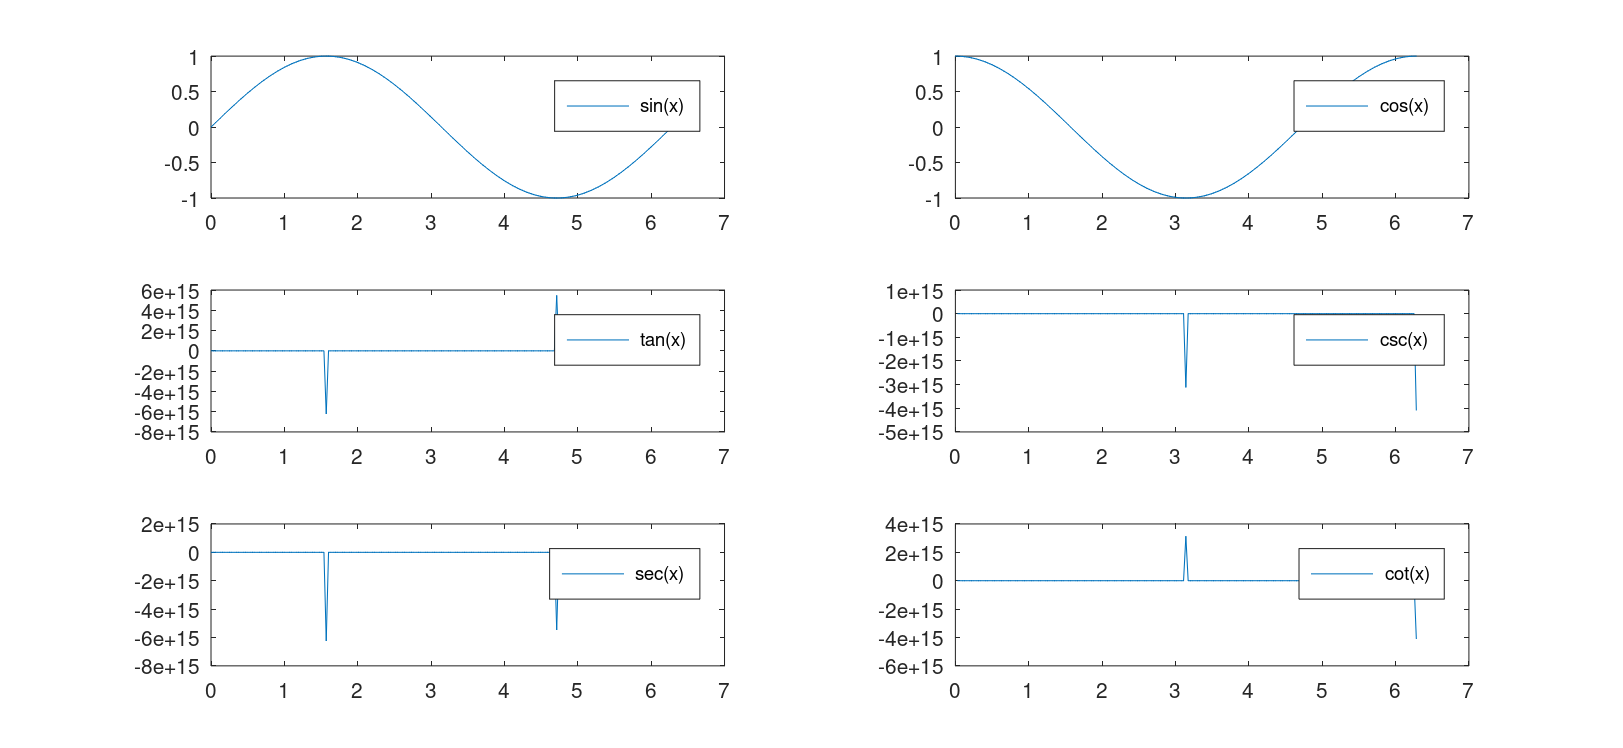 1
0.5
0
-0.5
-1
0 1 2 3 4 5 6 7
sin(x)
1
0.5
0
-0.5
-1
0 1 2 3 4 5 6 7
cos(x)
6e+15
4e+15
2e+15
0
-2e+15
-4e+15
-6e+15
-8e+15
0 1 2 3 4 5 6 7
tan(x)
1e+15
0
-1e+15
-2e+15
-3e+15
-4e+15
-5e+15
0 1 2 3 4 5 6 7
csc(x)
2e+15
0
-2e+15
-4e+15
-6e+15
-8e+15
0 1 2 3 4 5 6 7
sec(x)
4e+15
2e+15
0
-2e+15
-4e+15
-6e+15
0 1 2 3 4 5 6 7
cot(x)